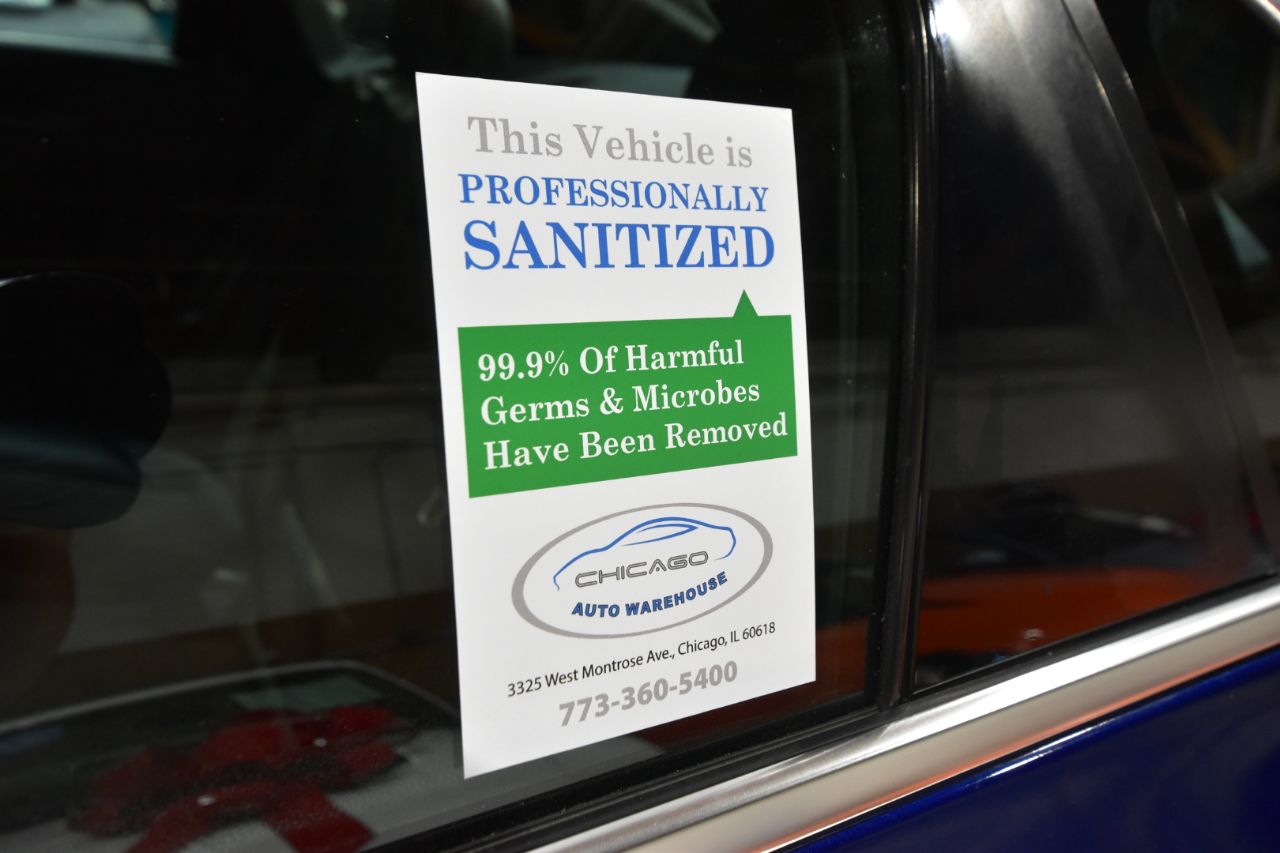 This Vehicle is
PROFESSIONALLY
SANITIZED
99.9% Of Harmful
Germs & Microbes
Have Been Removed
CHICAGO
AUTO WAREHOUSE
3325 West Montrose Ave., Chicago, IL 60618
773-360-5400